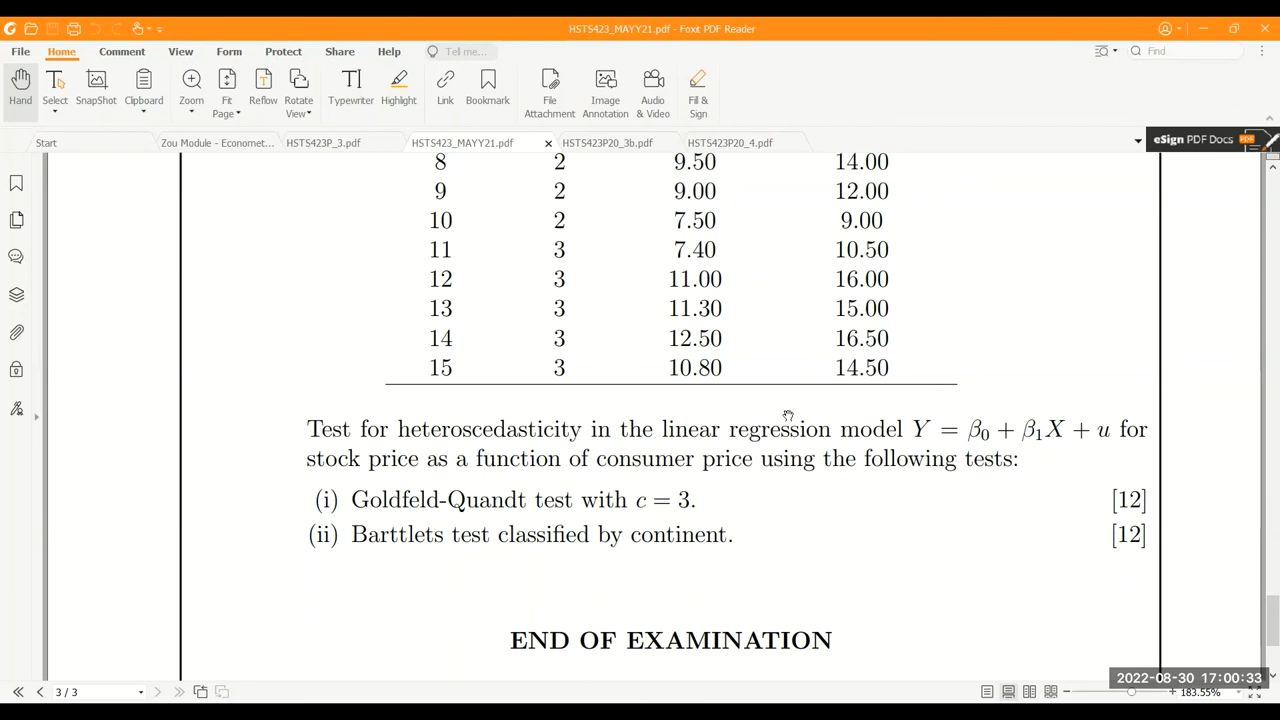 HSTS423_MAYY21.pdf - Foxit PDF Reader
File Home Comment View Form Protect Share Help Tell me... Find
Hand Select SnapShot Clipboard Zoom Fit Page Reflow Rotate View Typewriter Highlight Link Bookmark File Attachment Image Annotation Audio & Video Fill & Sign
Start Zou Module - Economet... HSTS423P_3.pdf HSTS423_MAYY21.pdf HSTS423P20_3b.pdf HSTS423P20_4.pdf eSign PDF Docs
8 2 9.50 14.00
9 2 9.00 12.00
10 2 7.50 9.00
11 3 7.40 10.50
12 3 11.00 16.00
13 3 11.30 15.00
14 3 12.50 16.50
15 3 10.80 14.50
Test for heteroscedasticity in the linear regression model Y = β₀ + β₁X + u for
stock price as a function of consumer price using the following tests:
(i) Goldfeld-Quandt test with c = 3. [12]
(ii) Barttlets test classified by continent. [12]
END OF EXAMINATION
2022-08-30 17:00:33
3 / 3 183.55%